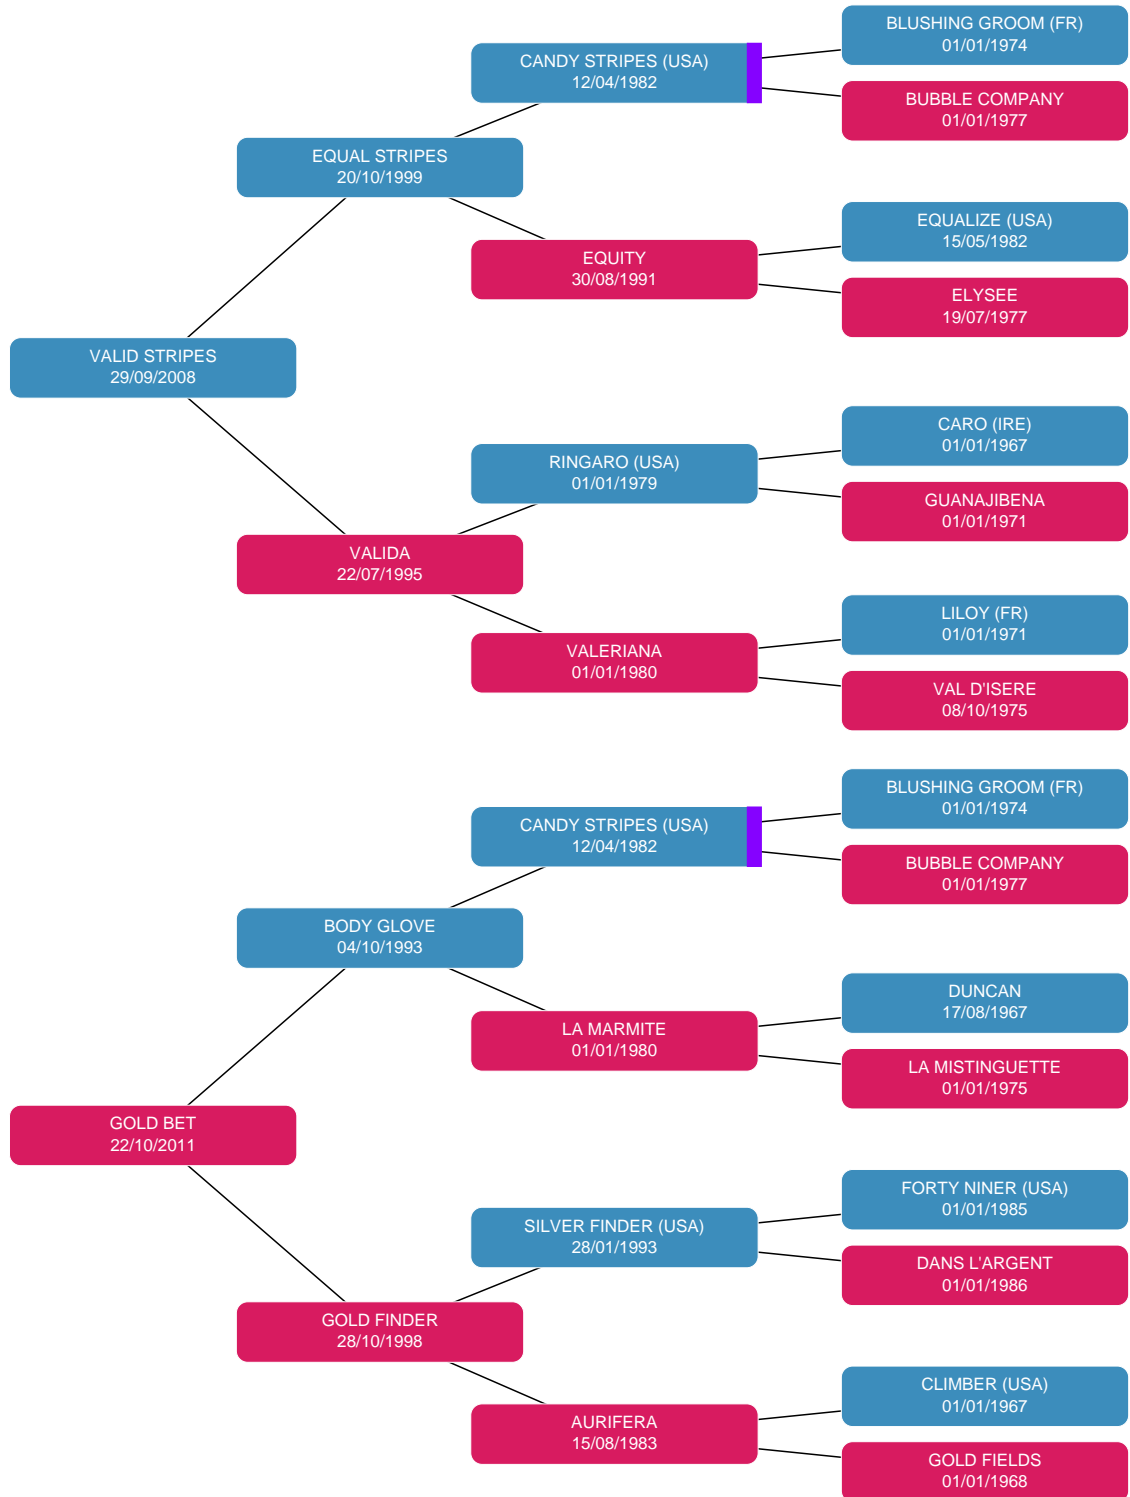 BLUSHING GROOM (FR)
01/01/1974
CANDY STRIPES (USA)
12/04/1982
BUBBLE COMPANY
01/01/1977
EQUAL STRIPES
20/10/1999
EQUALIZE (USA)
15/05/1982
EQUITY
30/08/1991
ELYSEE
19/07/1977
VALID STRIPES
29/09/2008
CARO (IRE)
01/01/1967
RINGARO (USA)
01/01/1979
GUANAJIBENA
01/01/1971
VALIDA
22/07/1995
LILOY (FR)
01/01/1971
VALERIANA
01/01/1980
VAL D'ISERE
08/10/1975
BLUSHING GROOM (FR)
01/01/1974
CANDY STRIPES (USA)
12/04/1982
BUBBLE COMPANY
01/01/1977
BODY GLOVE
04/10/1993
DUNCAN
17/08/1967
LA MARMITE
01/01/1980
LA MISTINGUETTE
01/01/1975
GOLD BET
22/10/2011
FORTY NINER (USA)
01/01/1985
SILVER FINDER (USA)
28/01/1993
DANS L'ARGENT
01/01/1986
GOLD FINDER
28/10/1998
CLIMBER (USA)
01/01/1967
AURIFERA
15/08/1983
GOLD FIELDS
01/01/1968